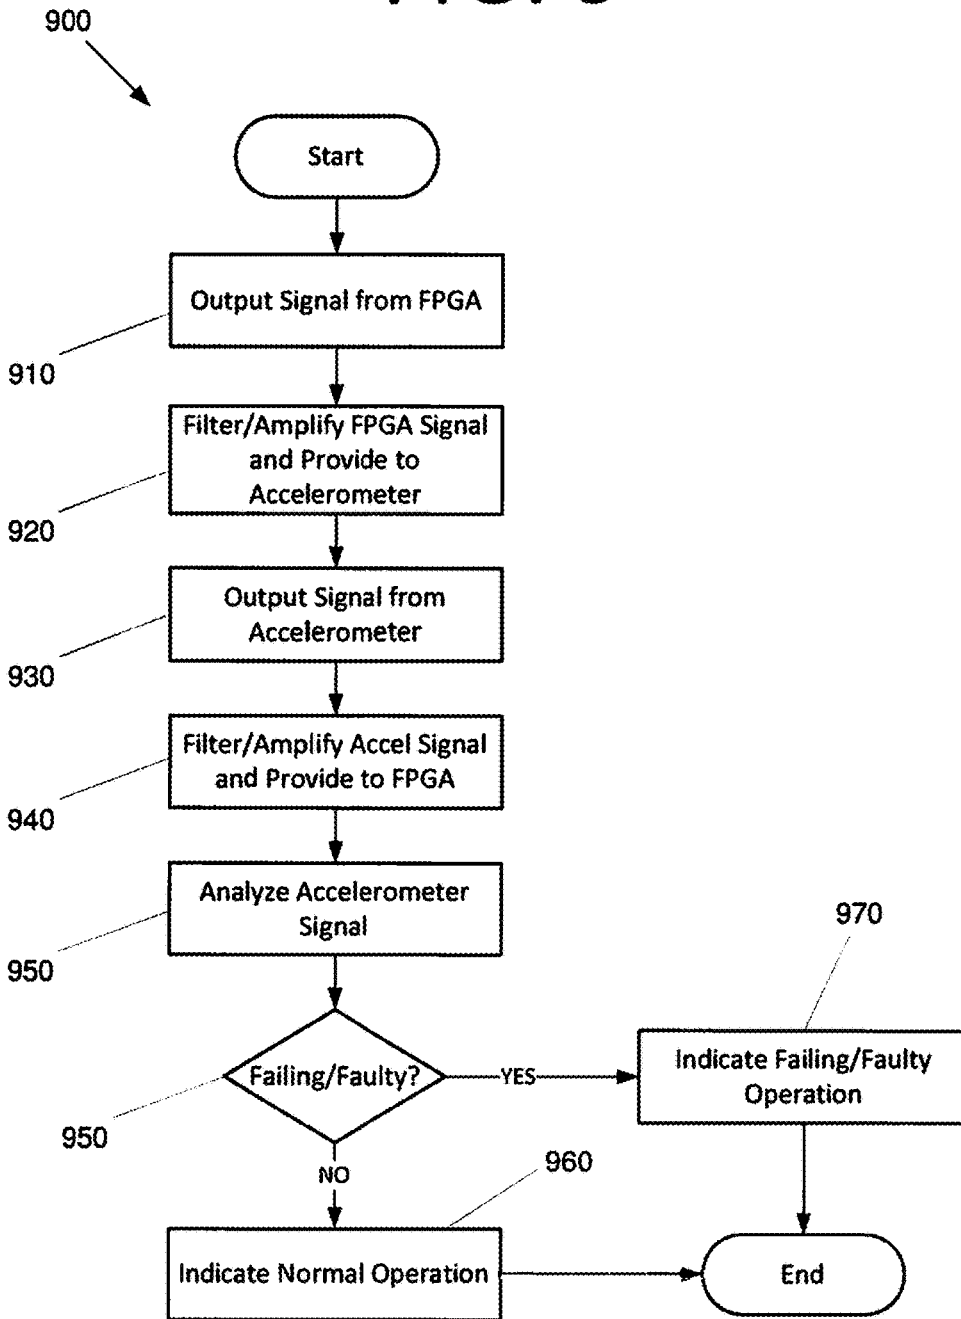 900
Start
Output Signal from FPGA
910
Filter/Amplify FPGA Signal
and Provide to
Accelerometer
920
Output Signal from
Accelerometer
930
Filter/Amplify Accel Signal
and Provide to FPGA
940
Analyze Accelerometer
Signal
950
970
Failing/Faulty?
YES
Indicate Failing/Faulty
Operation
950
NO
960
Indicate Normal Operation
End